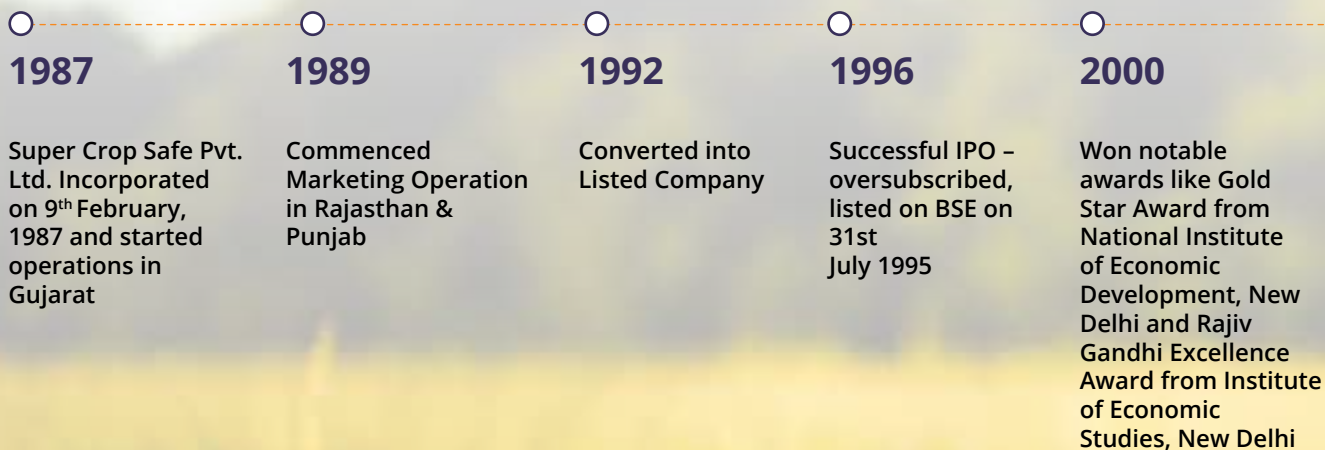 1987
Super Crop Safe Pvt.
Ltd. Incorporated
on 9th February,
1987 and started
operations in
Gujarat
1989
Commenced
Marketing Operation
in Rajasthan &
Punjab
1992
Converted into
Listed Company
1996
Successful IPO –
oversubscribed,
listed on BSE on
31st
July 1995
2000
Won notable
awards like Gold
Star Award from
National Institute
of Economic
Development, New
Delhi and Rajiv
Gandhi Excellence
Award from Institute
of Economic
Studies, New Delhi